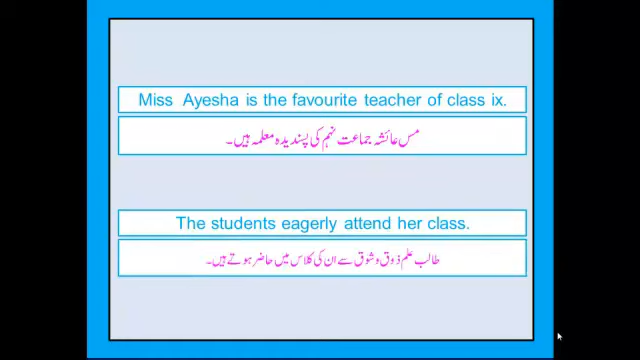 Miss Ayesha is the favourite teacher of class ix.
مس عائشہ جماعت نہم کی پسندیدہ معلمہ ہیں۔
The students eagerly attend her class.
طالب علم ذوق و شوق سے ان کی کلاس میں حاضر ہوتے ہیں۔